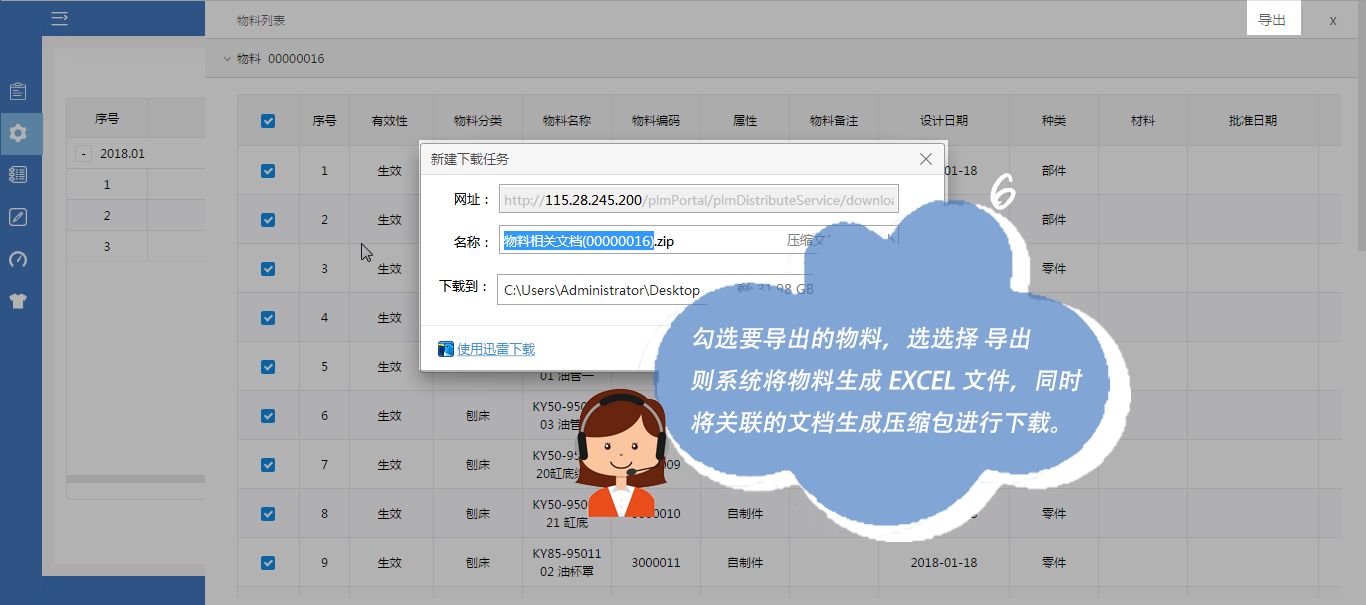 物料列表
导出
x
物料 00000016
序号
- 2018.01
1
2
3
序号 有效性 物料分类 物料名称 物料编码 属性 物料备注 设计日期 种类 材料 批准日期
1 生效 01-18 部件
2 生效 部件
3 生效 零件
4 生效
5 生效
01 油管一
6 生效 刨床 KY50-950
03 油管
7 生效 刨床 KY50-950
20缸底 09
8 生效 刨床 KY50-950
21 缸底 自制件 零件
9 生效 刨床 KY85-95011
02 油杯罩 3000011 自制件 2018-01-18 零件
新建下载任务
网址： http://115.28.245.200/plmPortal/plmDistributeService/downloa
名称： 物料相关文档(00000016).zip 压缩文
下载到： C:\Users\Administrator\Desktop 剩: 31.98 GB
使用迅雷下载
6
勾选要导出的物料，选选择 导出
则系统将物料生成 EXCEL 文件，同时
将关联的文档生成压缩包进行下载。